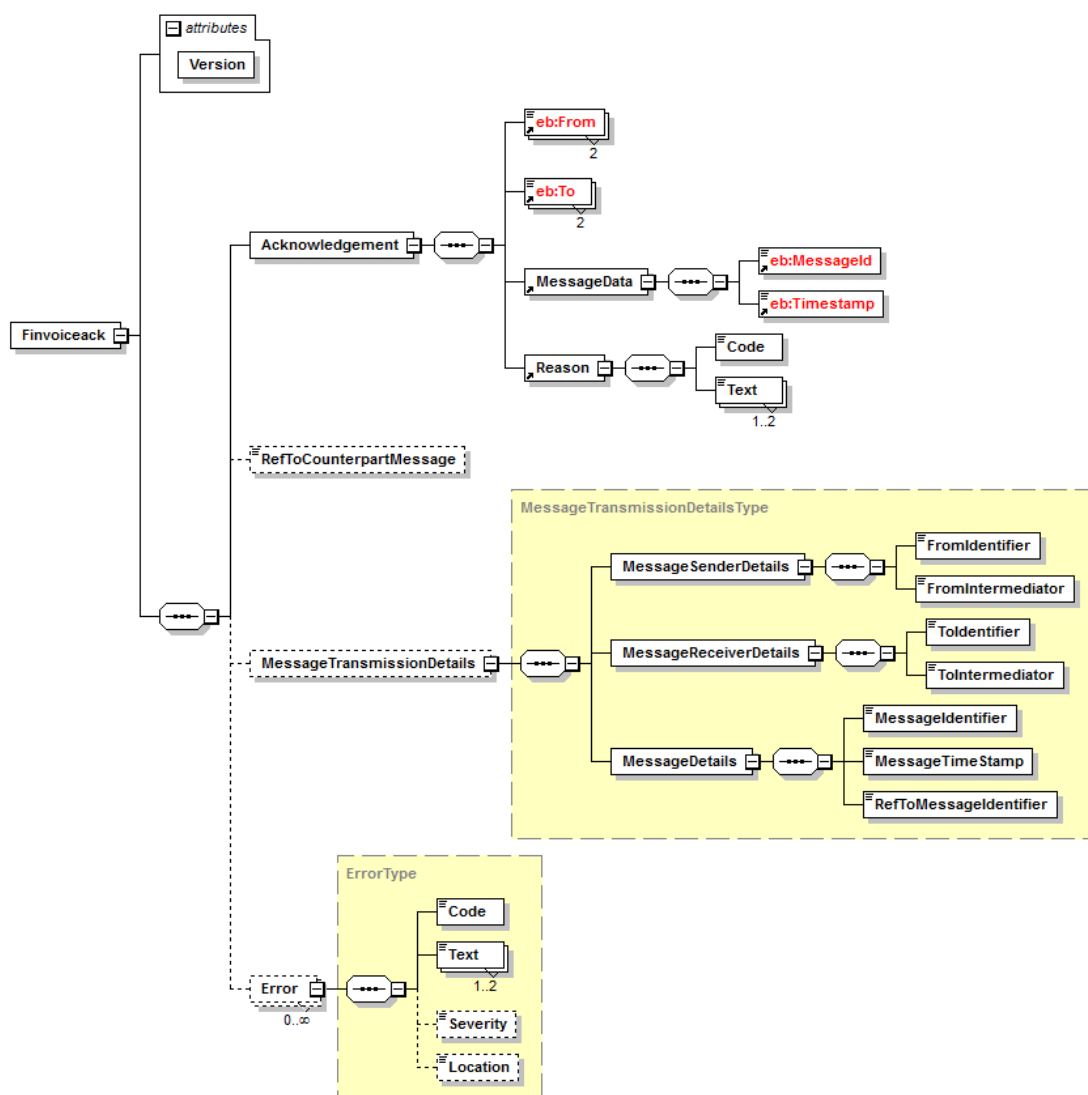 attributes
Version
eb:From
2
eb:To
2
Acknowledgement
MessageData
eb:MessageId
eb:Timestamp
Finvoiceack
Reason
Code
Text
1..2
RefToCounterpartMessage
MessageTransmissionDetailsType
MessageSenderDetails
FromIdentifier
FromIntermediator
MessageTransmissionDetails
MessageReceiverDetails
ToIdentifier
ToIntermediator
MessageDetails
MessageIdentifier
MessageTimeStamp
RefToMessageIdentifier
ErrorType
Code
Text
1..2
Error
0..∞
Severity
Location